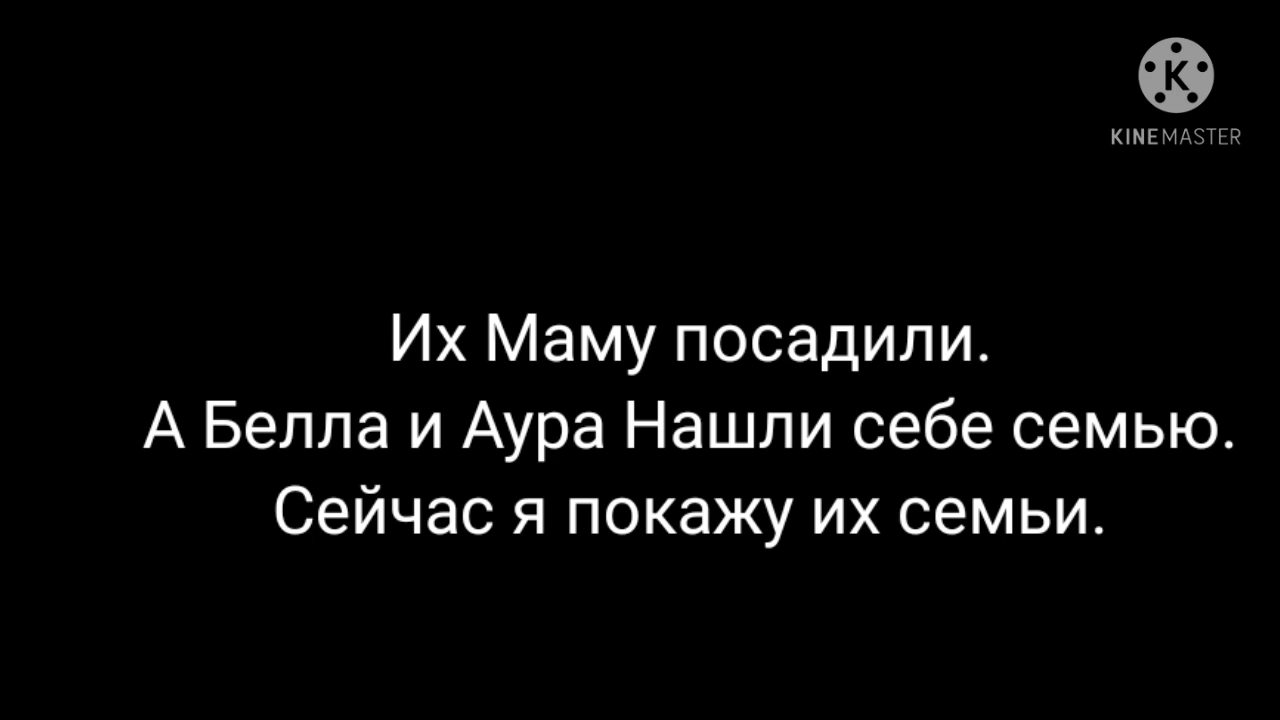 K
KINEMASTER
Их Маму посадили.
А Белла и Аура Нашли себе семью.
Сейчас я покажу их семьи.